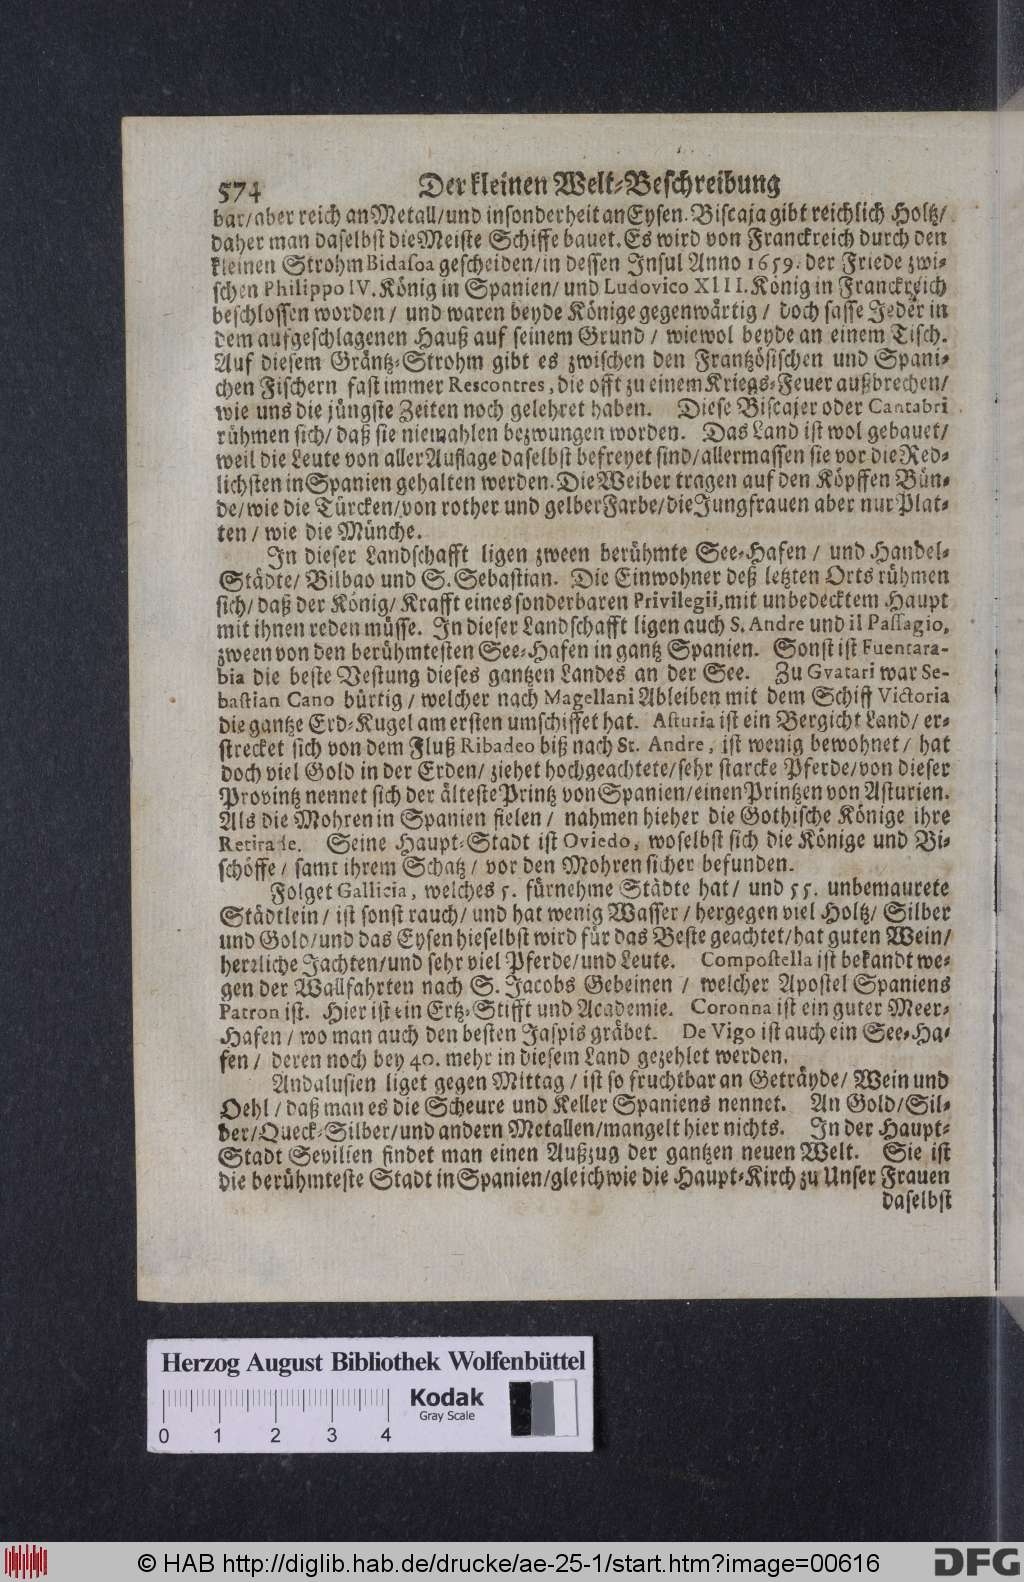 574 Der kleinen Welt-Beschreibung
bar/aber reich an Metall/und insonderheit an Eysen. Biscaja gibt reichlich Holtz/
daher man daselbst die Meiste Schiffe bauet. Es wird von Franckreich durch den
kleinen Strohm Bidasoa gescheiden/in dessen Insul Anno 1659. der Friede zwi-
schen Philippo IV. König in Spanien/ und Ludovico XIII. König in Franckreich
beschlossen worden/ und waren beyde Könige gegenwärtig/ doch sasse Jeder in
dem aufgeschlagenen Hauß auf seinem Grund/ wiewol beyde an einem Tisch.
Auf diesem Gräntz-Strohm gibt es zwischen den Frantzösischen und Spani-
chen Fischern fast immer Rescontres, die offt zu einem Kriegs-Feuer außbrechen/
wie uns die jüngste Zeiten noch gelehret haben. Diese Biscajer oder Cantabri
rühmen sich/ daß sie niemahlen bezwungen worden. Das Land ist wol gebauet/
weil die Leute von aller Auflage daselbst befreyet sind/allermassen sie vor die Red-
lichsten in Spanien gehalten werden. Die Weiber tragen auf den Köpffen Bün-
de/wie die Türcken/von rother und gelber Farbe/die Jungfrauen aber nur Plat-
ten/ wie die Münche.
In dieser Landschafft ligen zween berühmte See-Hafen/ und Handel-
Städte/ Bilbao und S. Sebastian. Die Einwohner deß letzten Orts rühmen
sich/ daß der König/ Krafft eines sonderbaren Privilegii, mit unbedecktem Haupt
mit ihnen reden müsse. In dieser Landschafft ligen auch S. Andre und il Passagio,
zween von den berühmtesten See-Hafen in gantz Spanien. Sonst ist Fuentara-
bia die beste Vestung dieses gantzen Landes an der See. Zu Gvatari war Se-
bastian Cano bürtig/ welcher nach Magellani Ableiben mit dem Schiff Victoria
die gantze Erd-Kugel am ersten umschiffet hat. Asturia ist ein Bergicht Land/ er-
strecket sich von dem Fluß Ribadeo biß nach St. Andre, ist wenig bewohnet/ hat
doch viel Gold in der Erden/ ziehet hochgeachtete/sehr starcke Pferde/von dieser
Provintz nennet sich der älteste Printz von Spanien/einen Printzen von Asturien.
Als die Mohren in Spanien fielen/ nahmen hieher die Gothische Könige ihre
Retirade. Seine Haupt-Stadt ist Oviedo, woselbst sich die Könige und Bi-
schöffe/ samt ihrem Schatz/ vor den Mohren sicher befunden.
Folget Gallicia, welches 5. fürnehme Städte hat/ und 55. unbemaurete
Städtlein/ ist sonst rauch/ und hat wenig Wasser/ hergegen viel Holtz/ Silber
und Gold/und das Eysen hieselbst wird für das Beste geachtet/hat guten Wein/
herrliche Jachten/und sehr viel Pferde/und Leute. Compostella ist bekandt we-
gen der Wallfahrten nach S. Jacobs Gebeinen/ welcher Apostel Spaniens
Patron ist. Hier ist ein Ertz-Stifft und Academie. Coronna ist ein guter Meer-
Hafen/ wo man auch den besten Jaspis gräbet. De Vigo ist auch ein See-Ha-
fen/ deren noch bey 40. mehr in diesem Land gezehlet werden.
Andalusien liget gegen Mittag/ ist so fruchtbar an Geträyde/ Wein und
Oehl/ daß man es die Scheure und Keller Spaniens nennet. An Gold/Sil-
ber/Queck-Silber/und andern Metallen/mangelt hier nichts. In der Haupt-
Stadt Sevilien findet man einen Außzug der gantzen neuen Welt. Sie ist
die berühmteste Stadt in Spanien/gleichwie die Haupt-Kirch zu Unser Frauen
daselbst
Herzog August Bibliothek Wolfenbüttel
Kodak
Gray Scale
0 1 2 3 4
© HAB http://diglib.hab.de/drucke/ae-25-1/start.htm?image=00616
DFG